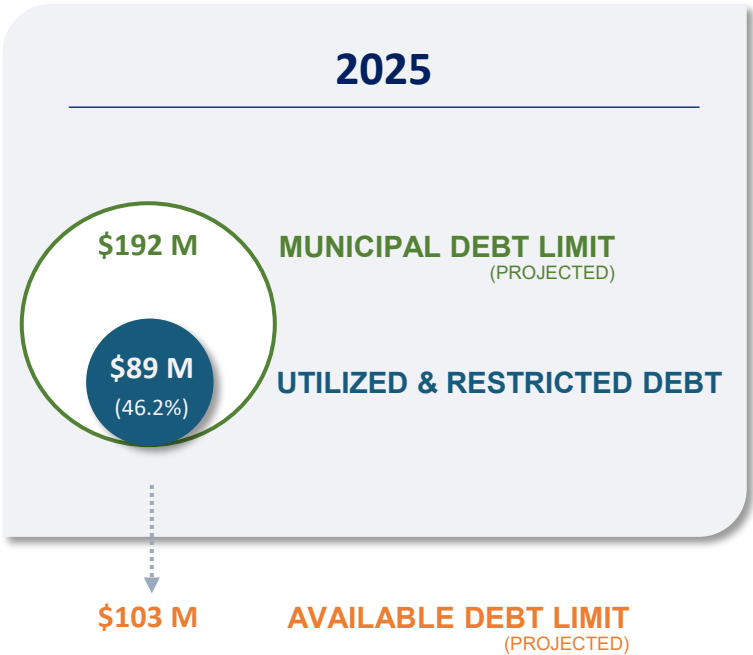 2025
$192 M MUNICIPAL DEBT LIMIT
(PROJECTED)
$89 M
(46.2%)
UTILIZED & RESTRICTED DEBT
$103 M AVAILABLE DEBT LIMIT
(PROJECTED)